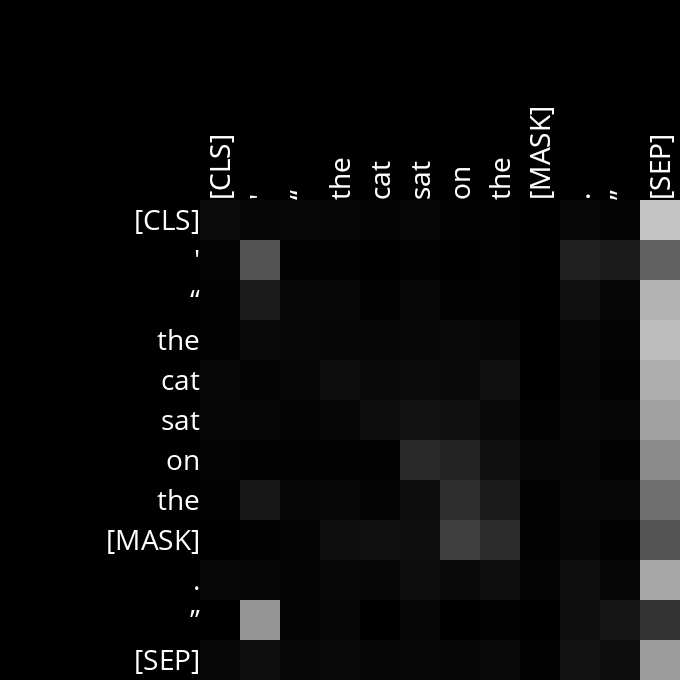 [CLS] ' “ the cat sat on the [MASK] . ” [SEP]
[CLS]
'
“
the
cat
sat
on
the
[MASK]
.
”
[SEP]